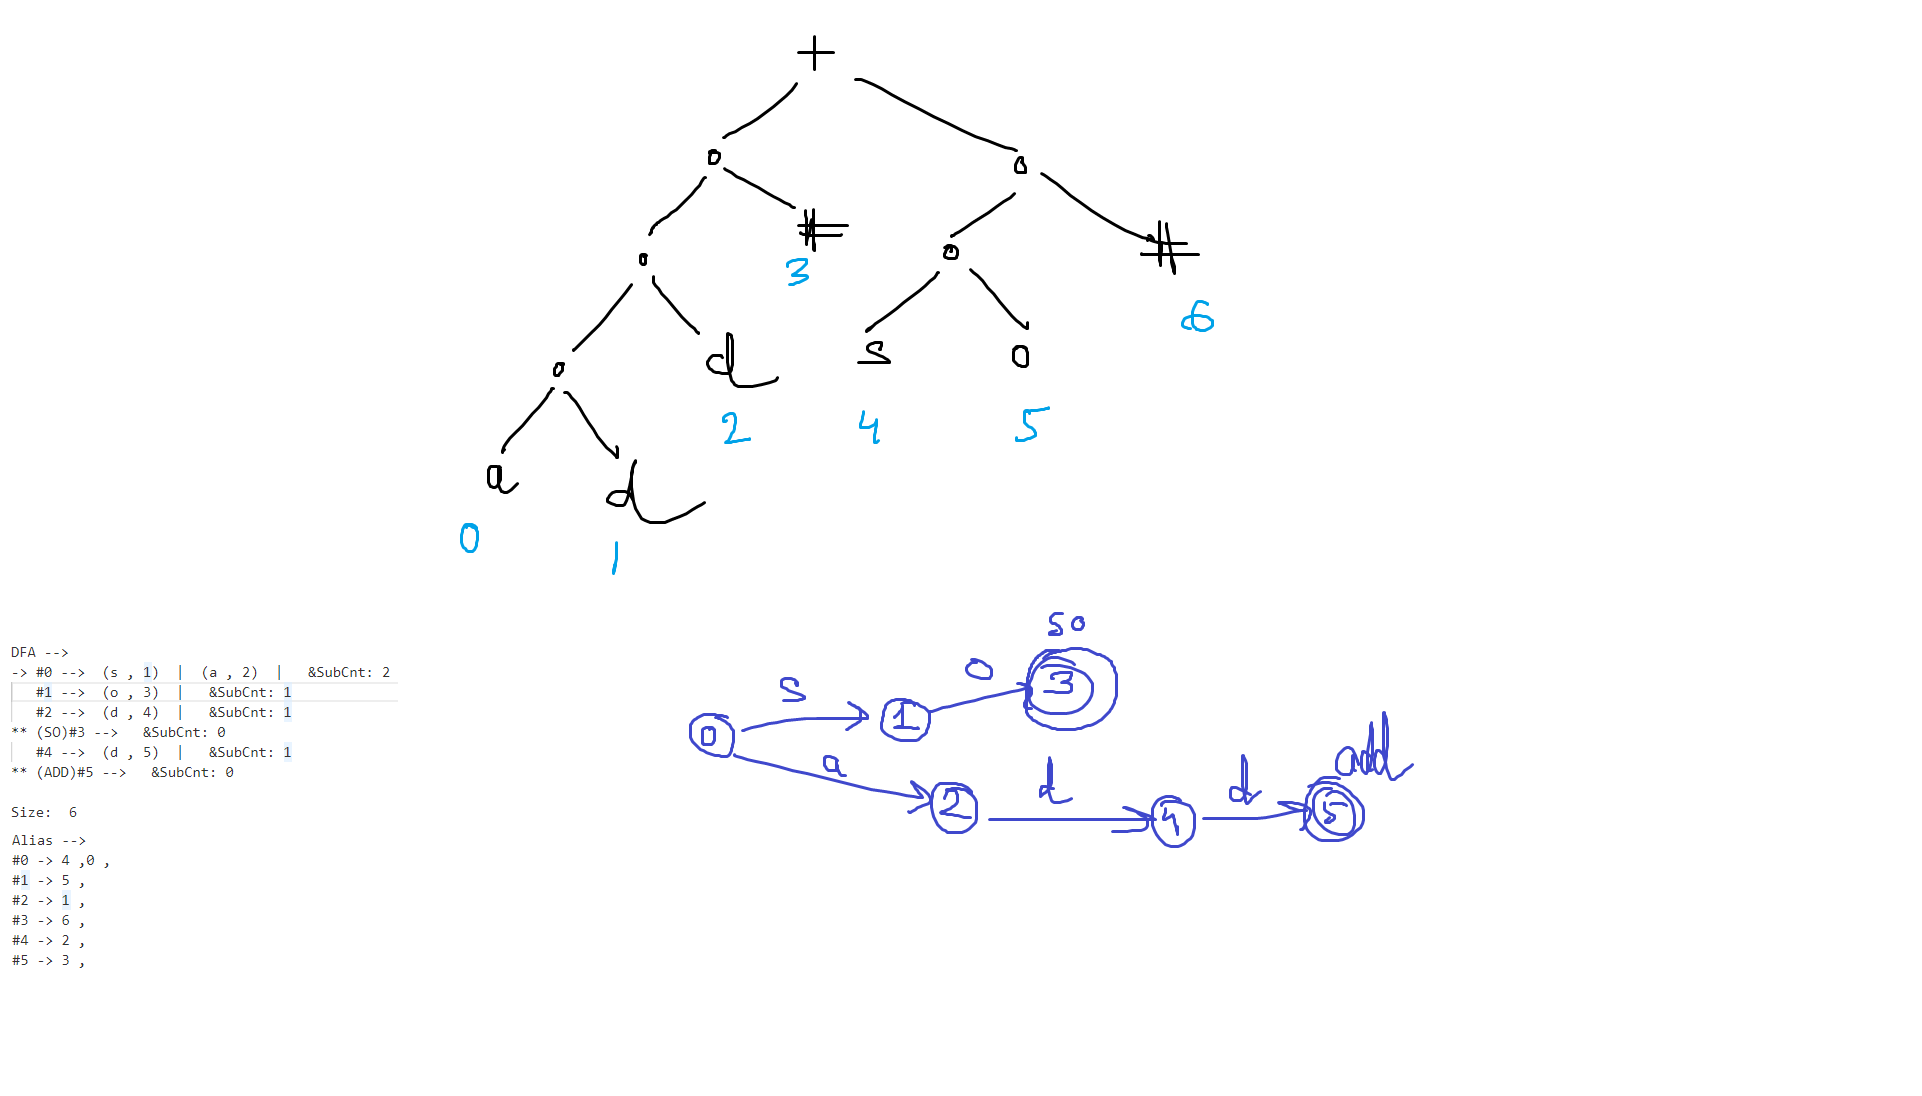 +
o o
# #
o o
3
6
d s o
o
2 4 5
a d
0 1
DFA -->
-> #0 --> (s , 1) | (a , 2) | &SubCnt: 2
#1 --> (o , 3) | &SubCnt: 1
#2 --> (d , 4) | &SubCnt: 1
** (SO)#3 --> &SubCnt: 0
#4 --> (d , 5) | &SubCnt: 1
** (ADD)#5 --> &SubCnt: 0
Size: 6
Alias -->
#0 -> 4 ,0 ,
#1 -> 5 ,
#2 -> 1 ,
#3 -> 6 ,
#4 -> 2 ,
#5 -> 3 ,
so
s o 3
0 1
a d d add
2 4 5